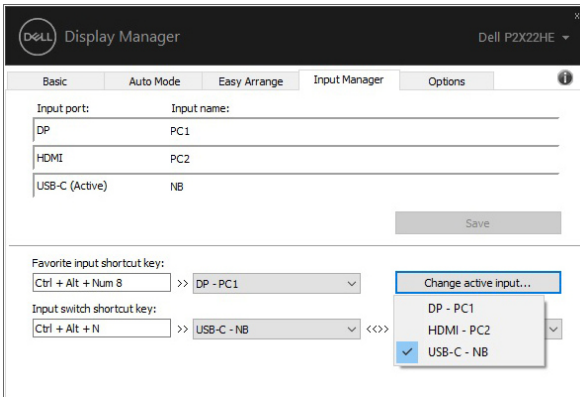 DELL Display Manager Dell P2X22HE
Basic Auto Mode Easy Arrange Input Manager Options
Input port: Input name:
DP PC1
HDMI PC2
USB-C (Active) NB
Save
Favorite input shortcut key:
Ctrl + Alt + Num 8 >> DP - PC1 Change active input...
Input switch shortcut key:
Ctrl + Alt + N >> USB-C - NB <<>>
DP - PC1
HDMI - PC2
USB-C - NB